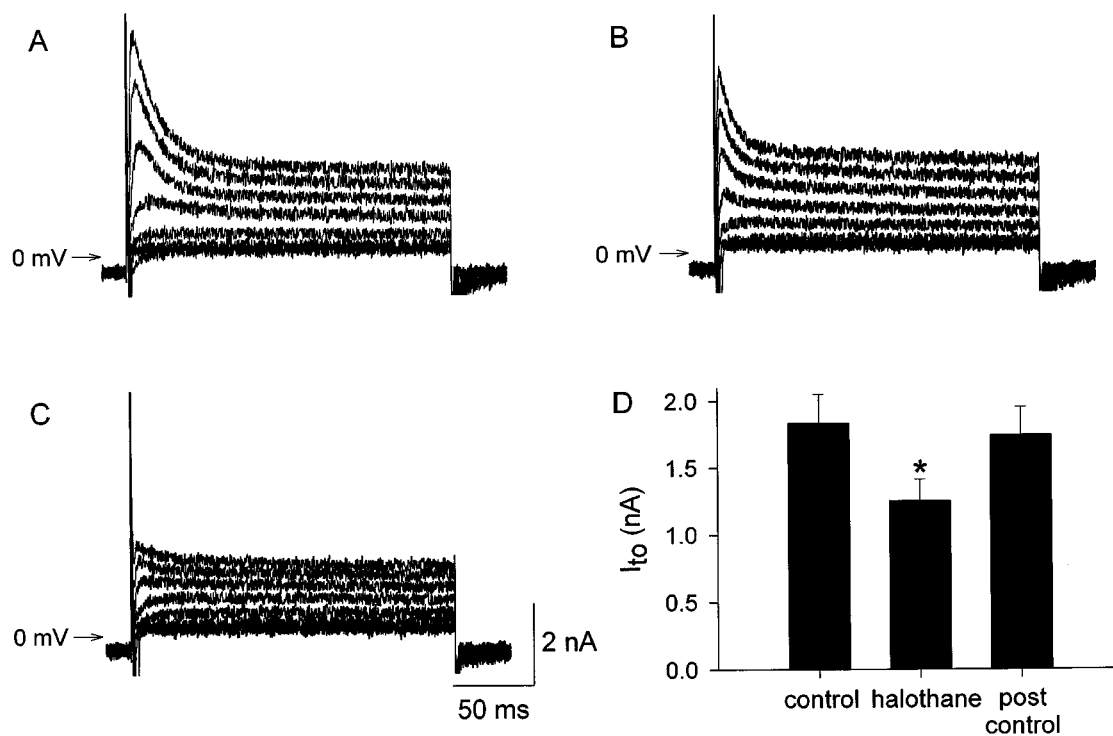 A
0 mV →
B
0 mV →
C
0 mV →
2 nA
50 ms
D
I_to (nA)
2.0
1.5
1.0
0.5
0.0
*
control
halothane
post
control